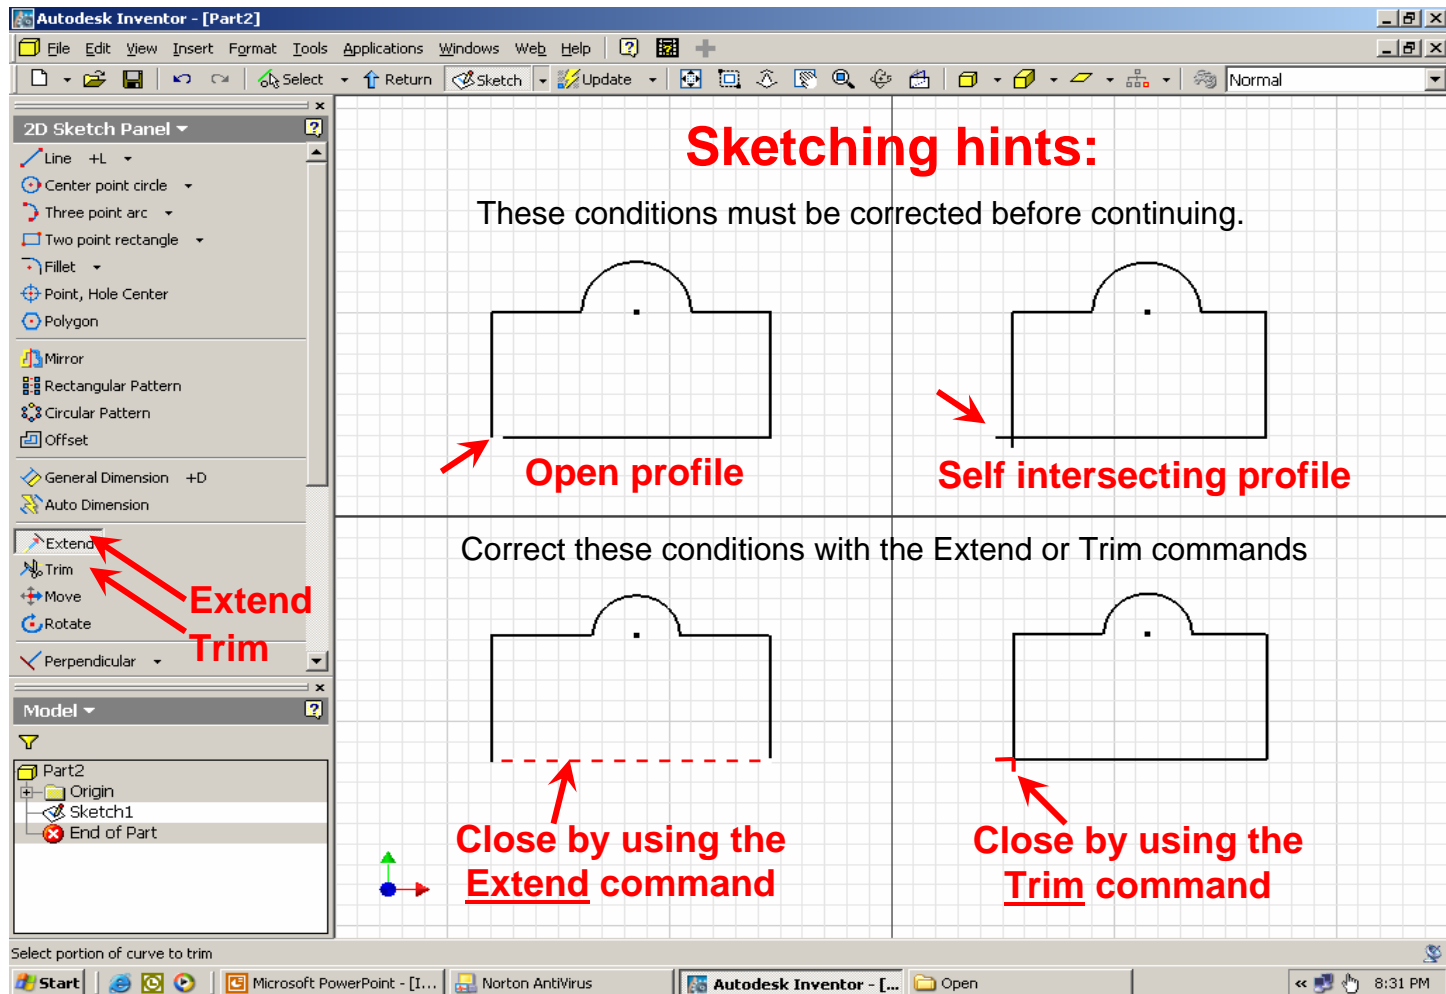 Autodesk Inventor - [Part2]
File Edit View Insert Format Tools Applications Windows Web Help
Select Return Sketch Update Normal
2D Sketch Panel
Line +L
Center point circle
Three point arc
Two point rectangle
Fillet
Point, Hole Center
Polygon
Mirror
Rectangular Pattern
Circular Pattern
Offset
General Dimension +D
Auto Dimension
Extend
Trim
Move
Rotate
Perpendicular
Extend
Trim
Model
Part2
Origin
Sketch1
End of Part
Sketching hints:
These conditions must be corrected before continuing.
Open profile
Self intersecting profile
Correct these conditions with the Extend or Trim commands
Close by using the
Extend command
Close by using the
Trim command
Select portion of curve to trim
Start Microsoft PowerPoint - [I... Norton AntiVirus Autodesk Inventor - [... Open « 8:31 PM